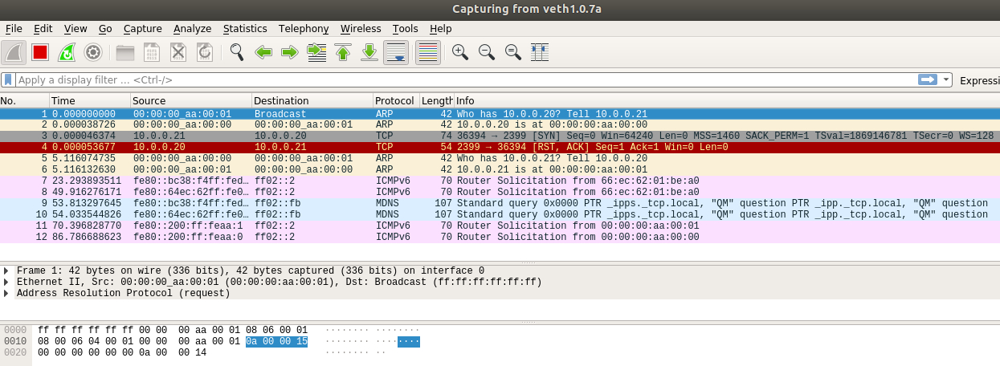 Capturing from veth1.0.7a
File Edit View Go Capture Analyze Statistics Telephony Wireless Tools Help
Apply a display filter … <Ctrl-/> Expressi
No. Time Source Destination Protocol Length Info
1 0.000000000 00:00:00_aa:00:01 Broadcast ARP 42 Who has 10.0.0.20? Tell 10.0.0.21
2 0.000038726 00:00:00_aa:00:00 00:00:00_aa:00:01 ARP 42 10.0.0.20 is at 00:00:00:aa:00:00
3 0.000046374 10.0.0.21 10.0.0.20 TCP 74 36394 → 2399 [SYN] Seq=0 Win=64240 Len=0 MSS=1460 SACK_PERM=1 TSval=1869146781 TSecr=0 WS=128
4 0.000053677 10.0.0.20 10.0.0.21 TCP 54 2399 → 36394 [RST, ACK] Seq=1 Ack=1 Win=0 Len=0
5 5.116074735 00:00:00_aa:00:00 00:00:00_aa:00:01 ARP 42 Who has 10.0.0.21? Tell 10.0.0.20
6 5.116132630 00:00:00_aa:00:01 00:00:00_aa:00:00 ARP 42 10.0.0.21 is at 00:00:00:aa:00:01
7 23.293893511 fe80::bc38:f4ff:fed… ff02::2 ICMPv6 70 Router Solicitation from 66:ec:62:01:be:a0
8 49.916276171 fe80::64ec:62ff:fe0… ff02::2 ICMPv6 70 Router Solicitation from 66:ec:62:01:be:a0
9 53.813297645 fe80::bc38:f4ff:fed… ff02::fb MDNS 107 Standard query 0x0000 PTR _ipps._tcp.local, "QM" question PTR _ipp._tcp.local, "QM" question
10 54.033544826 fe80::64ec:62ff:fe0… ff02::fb MDNS 107 Standard query 0x0000 PTR _ipps._tcp.local, "QM" question PTR _ipp._tcp.local, "QM" question
11 70.396828770 fe80::200:ff:feaa:1 ff02::2 ICMPv6 70 Router Solicitation from 00:00:00:aa:00:01
12 86.786688623 fe80::200:ff:feaa:0 ff02::2 ICMPv6 70 Router Solicitation from 00:00:00:aa:00:00
Frame 1: 42 bytes on wire (336 bits), 42 bytes captured (336 bits) on interface 0
Ethernet II, Src: 00:00:00_aa:00:01 (00:00:00:aa:00:01), Dst: Broadcast (ff:ff:ff:ff:ff:ff)
Address Resolution Protocol (request)
0000 ff ff ff ff ff ff 00 00 00 aa 00 01 08 06 00 01 ········ ········
0010 08 00 06 04 00 01 00 00 00 aa 00 01 0a 00 00 15 ········ ········
0020 00 00 00 00 00 00 0a 00 00 14 ········ ··